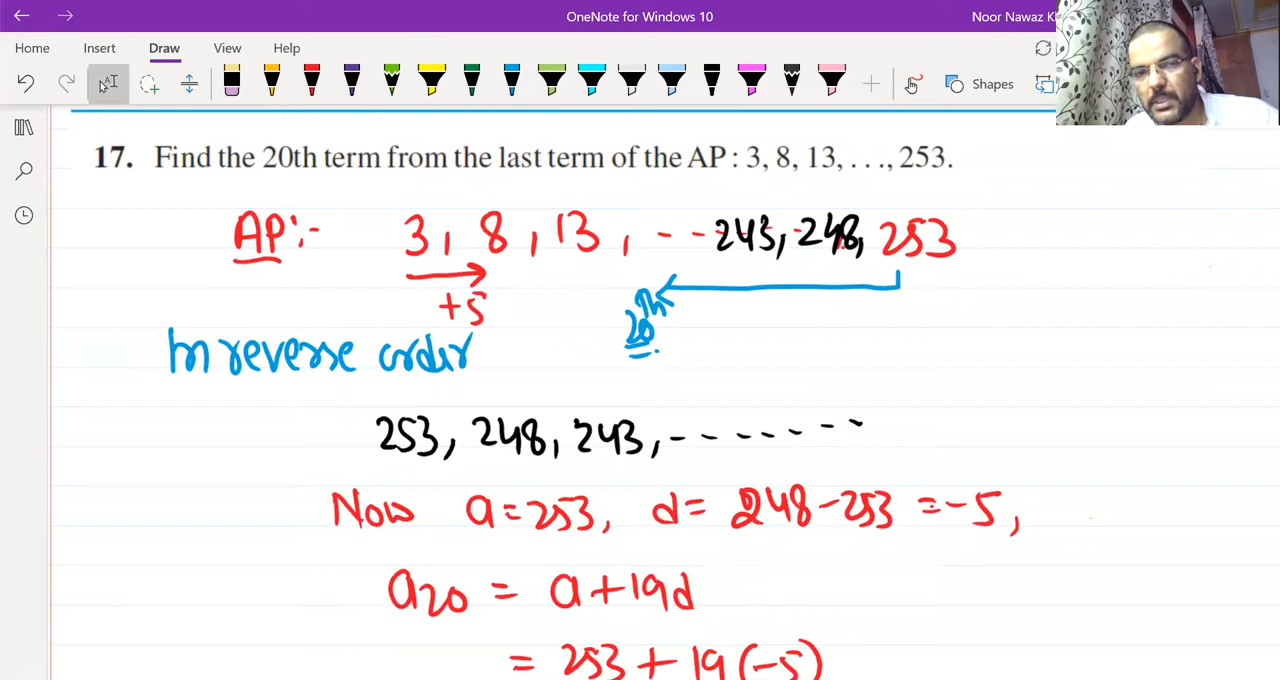 OneNote for Windows 10
Noor Nawaz K
Home Insert Draw View Help
Shapes
17. Find the 20th term from the last term of the AP : 3, 8, 13, . . ., 253.
AP:- 3, 8, 13, - - - 243, 248, 253
+5
20th
In reverse order
253, 248, 243, - - - - - - - -
Now a = 253, d = 248 - 253 = -5,
a20 = a + 19d
= 253 + 19 (-5)